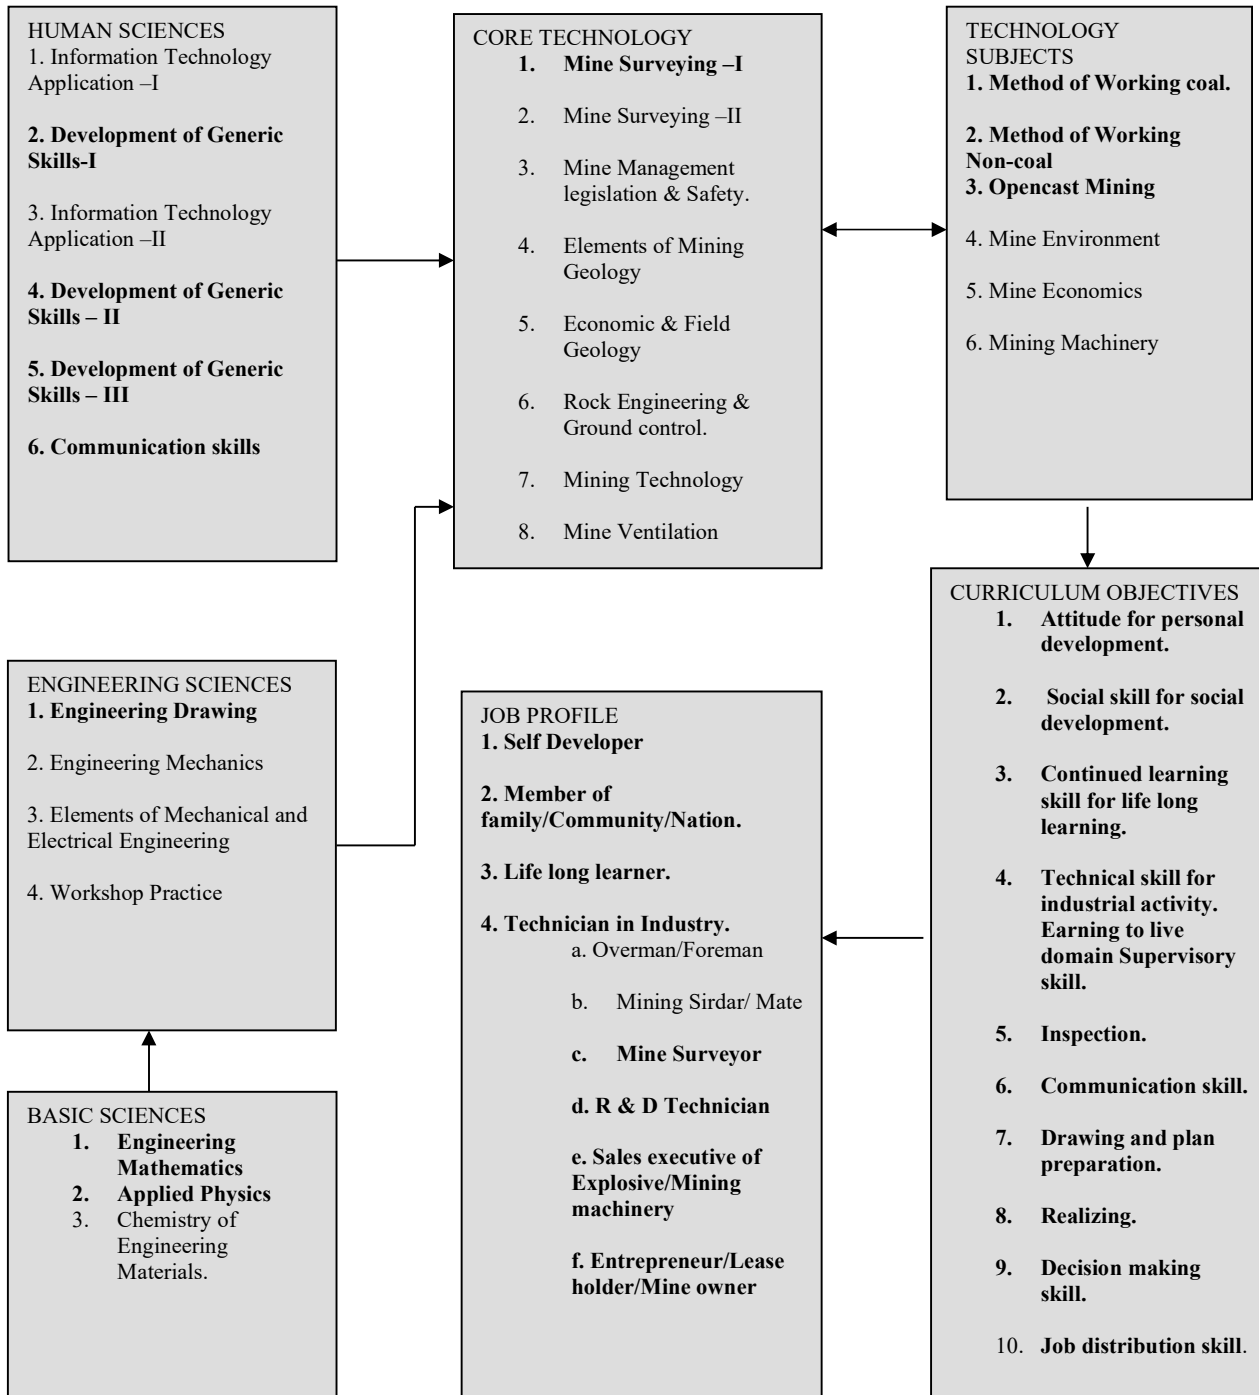 HUMAN SCIENCES
1. Information Technology
Application –I
2. Development of Generic
Skills-I
3. Information Technology
Application –II
4. Development of Generic
Skills – II
5. Development of Generic
Skills – III
6. Communication skills
CORE TECHNOLOGY
1. Mine Surveying –I
2. Mine Surveying –II
3. Mine Management
legislation & Safety.
4. Elements of Mining
Geology
5. Economic & Field
Geology
6. Rock Engineering &
Ground control.
7. Mining Technology
8. Mine Ventilation
TECHNOLOGY
SUBJECTS
1. Method of Working coal.
2. Method of Working
Non-coal
3. Opencast Mining
4. Mine Environment
5. Mine Economics
6. Mining Machinery
ENGINEERING SCIENCES
1. Engineering Drawing
2. Engineering Mechanics
3. Elements of Mechanical and
Electrical Engineering
4. Workshop Practice
BASIC SCIENCES
1. Engineering
Mathematics
2. Applied Physics
3. Chemistry of
Engineering
Materials.
JOB PROFILE
1. Self Developer
2. Member of
family/Community/Nation.
3. Life long learner.
4. Technician in Industry.
a. Overman/Foreman
b. Mining Sirdar/ Mate
c. Mine Surveyor
d. R & D Technician
e. Sales executive of
Explosive/Mining
machinery
f. Entrepreneur/Lease
holder/Mine owner
CURRICULUM OBJECTIVES
1. Attitude for personal
development.
2. Social skill for social
development.
3. Continued learning
skill for life long
learning.
4. Technical skill for
industrial activity.
Earning to live
domain Supervisory
skill.
5. Inspection.
6. Communication skill.
7. Drawing and plan
preparation.
8. Realizing.
9. Decision making
skill.
10. Job distribution skill.